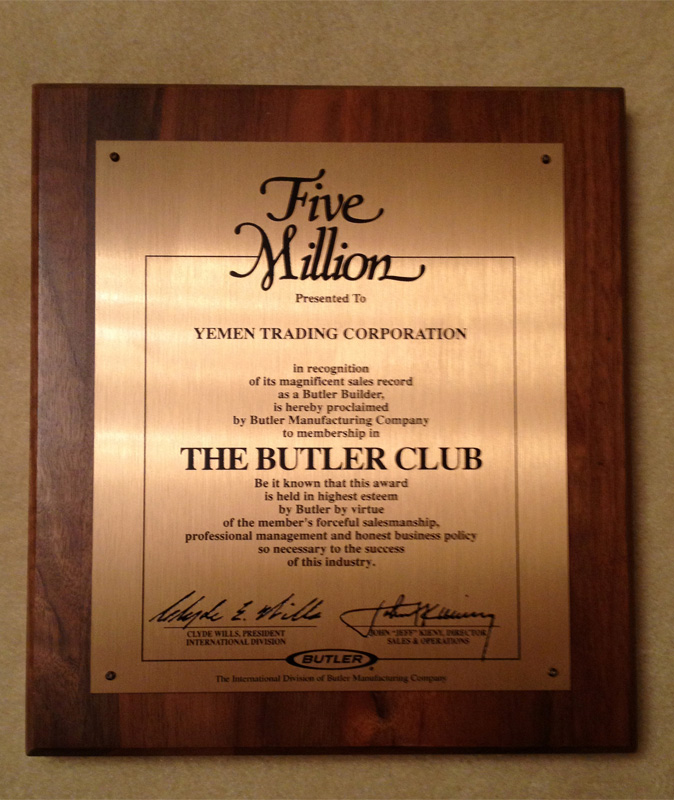 Five
Million
Presented To
YEMEN TRADING CORPORATION
in recognition
of its magnificent sales record
as a Butler Builder,
is hereby proclaimed
by Butler Manufacturing Company
to membership in
THE BUTLER CLUB
Be it known that this award
is held in highest esteem
by Butler by virtue
of the member's forceful salesmanship,
professional management and honest business policy
so necessary to the success
of this industry.
Clyde E. Wills
CLYDE WILLS, PRESIDENT
INTERNATIONAL DIVISION
JOHN "JEFF" KIENY, DIRECTOR
SALES & OPERATIONS
BUTLER
The International Division of Butler Manufacturing Company